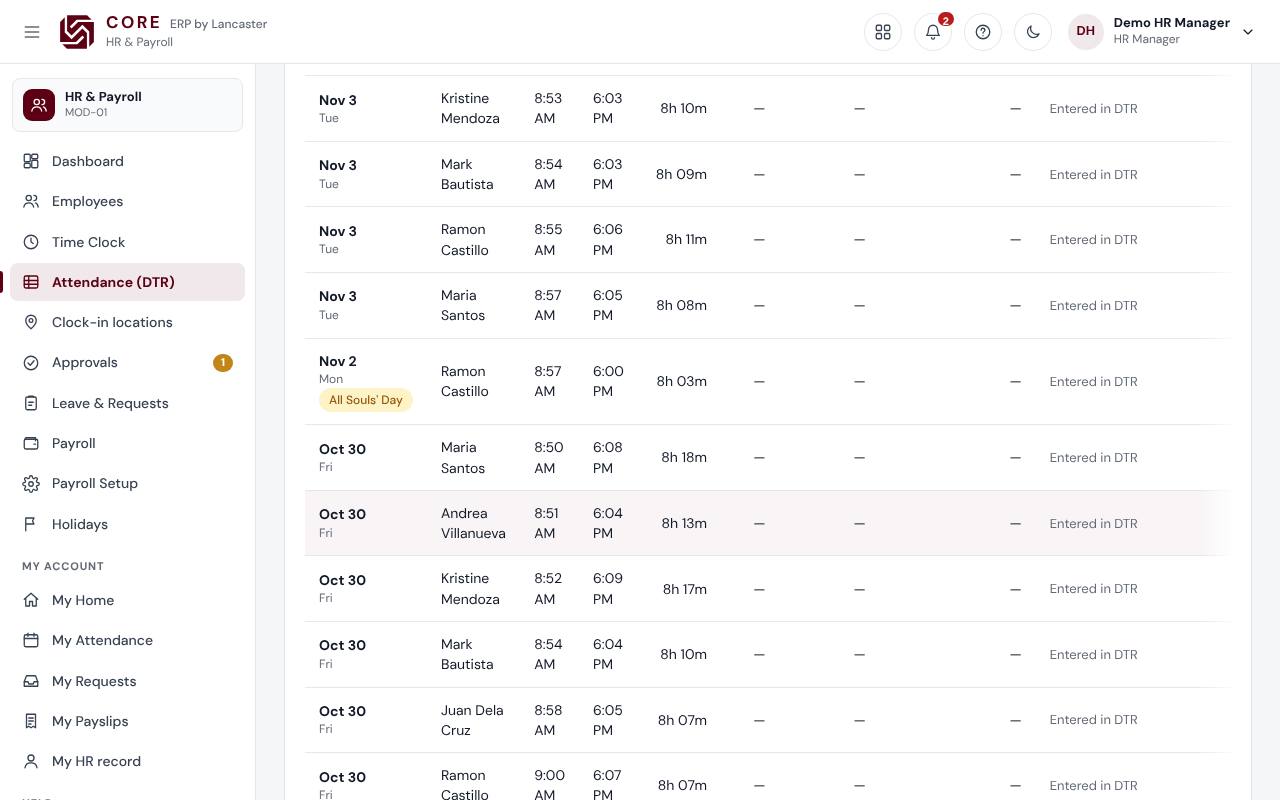 CORE ERP by Lancaster
HR & Payroll
2
DH
Demo HR Manager
HR Manager
HR & Payroll
MOD-01
Dashboard
Employees
Time Clock
Attendance (DTR)
Clock-in locations
Approvals 1
Leave & Requests
Payroll
Payroll Setup
Holidays
MY ACCOUNT
My Home
My Attendance
My Requests
My Payslips
My HR record
Nov 3 Tue Kristine Mendoza 8:53 AM 6:03 PM 8h 10m — — — Entered in DTR
Nov 3 Tue Mark Bautista 8:54 AM 6:03 PM 8h 09m — — — Entered in DTR
Nov 3 Tue Ramon Castillo 8:55 AM 6:06 PM 8h 11m — — — Entered in DTR
Nov 3 Tue Maria Santos 8:57 AM 6:05 PM 8h 08m — — — Entered in DTR
Nov 2 Mon All Souls' Day Ramon Castillo 8:57 AM 6:00 PM 8h 03m — — — Entered in DTR
Oct 30 Fri Maria Santos 8:50 AM 6:08 PM 8h 18m — — — Entered in DTR
Oct 30 Fri Andrea Villanueva 8:51 AM 6:04 PM 8h 13m — — — Entered in DTR
Oct 30 Fri Kristine Mendoza 8:52 AM 6:09 PM 8h 17m — — — Entered in DTR
Oct 30 Fri Mark Bautista 8:54 AM 6:04 PM 8h 10m — — — Entered in DTR
Oct 30 Fri Juan Dela Cruz 8:58 AM 6:05 PM 8h 07m — — — Entered in DTR
Oct 30 Fri Ramon Castillo 9:00 AM 6:07 PM 8h 07m — — — Entered in DTR